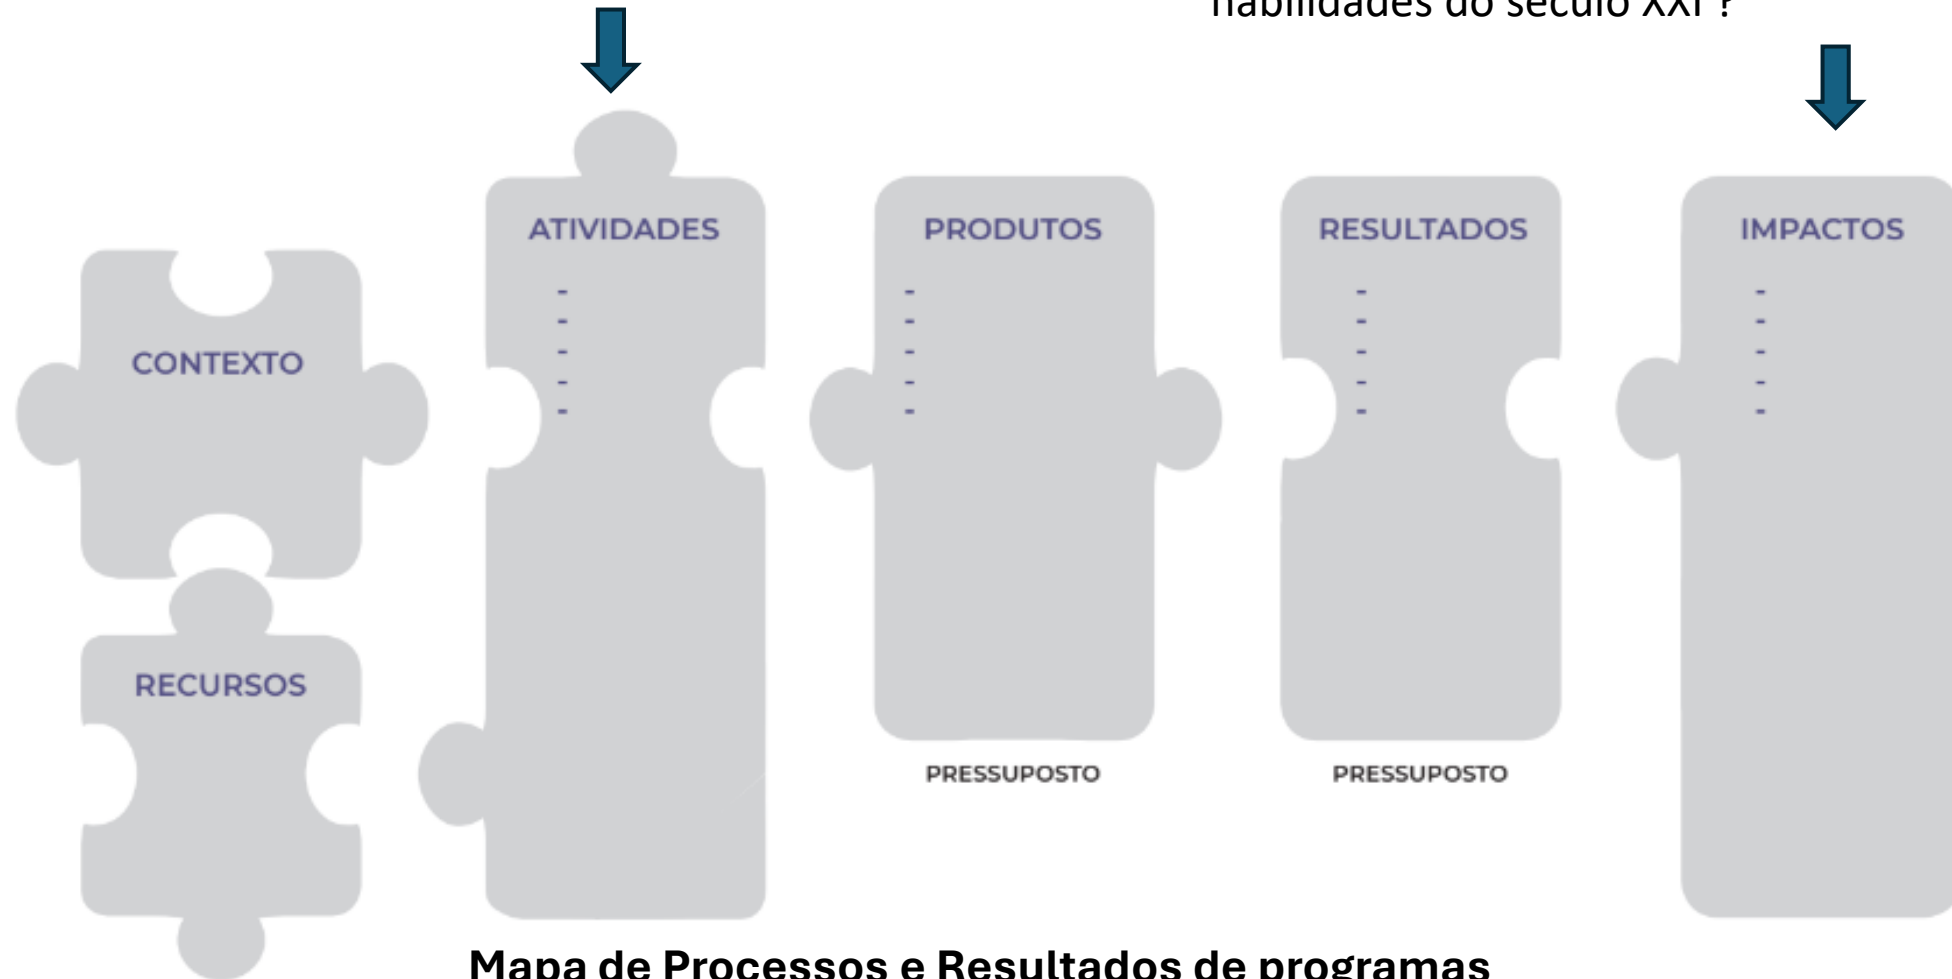 habilidades do século XXI ?
ATIVIDADES
-
-
-
-
-
PRODUTOS
-
-
-
-
-
RESULTADOS
-
-
-
-
-
IMPACTOS
-
-
-
-
-
CONTEXTO
RECURSOS
PRESSUPOSTO
PRESSUPOSTO
Mapa de Processos e Resultados de programas